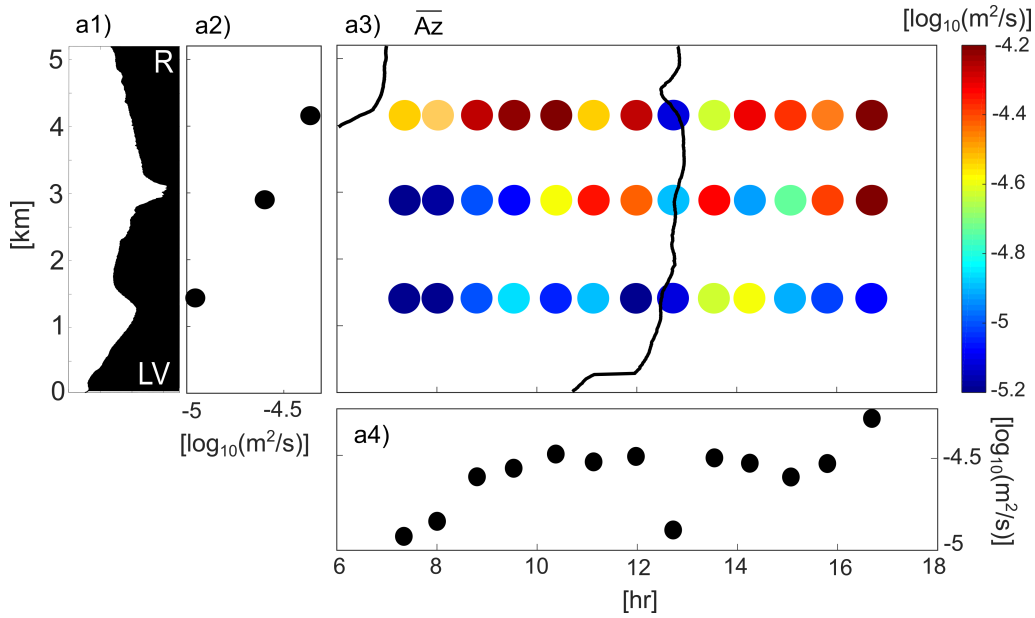 a1)
a2)
a3)
Az
[log10(m2/s)]
5
4
3
2
1
0
[km]
R
LV
-5
-4.5
[log10(m2/s)]
-4.2
-4.4
-4.6
-4.8
-5
-5.2
a4)
-4.5
-5
[log10(m2/s)]
6
8
10
12
14
16
18
[hr]